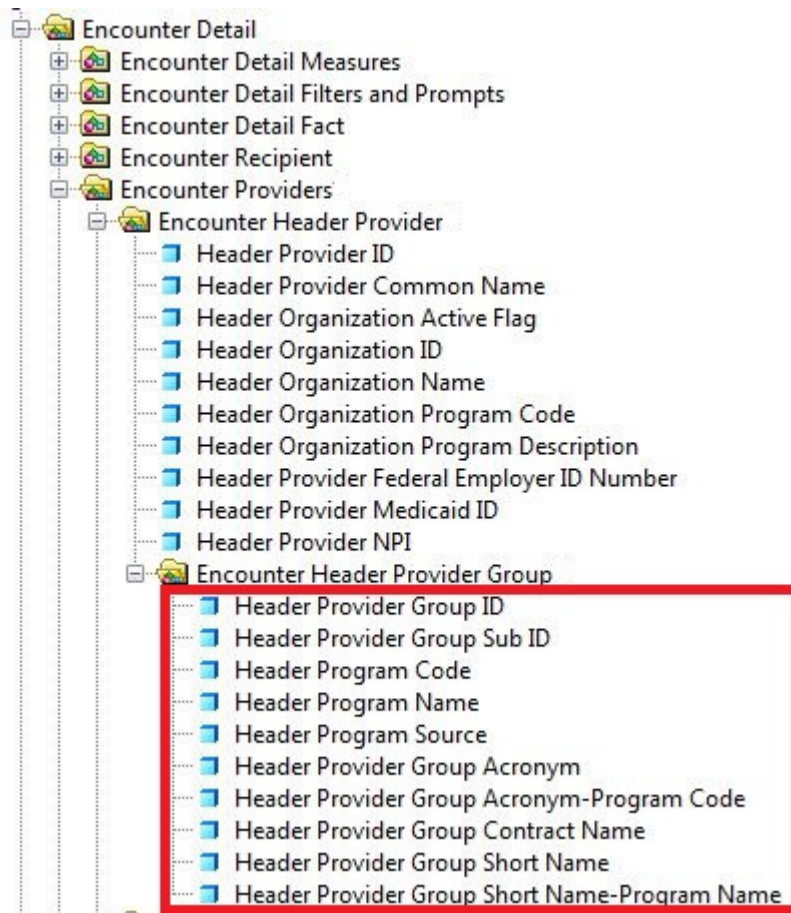 Encounter Detail
Encounter Detail Measures
Encounter Detail Filters and Prompts
Encounter Detail Fact
Encounter Recipient
Encounter Providers
Encounter Header Provider
Header Provider ID
Header Provider Common Name
Header Organization Active Flag
Header Organization ID
Header Organization Name
Header Organization Program Code
Header Organization Program Description
Header Provider Federal Employer ID Number
Header Provider Medicaid ID
Header Provider NPI
Encounter Header Provider Group
Header Provider Group ID
Header Provider Group Sub ID
Header Program Code
Header Program Name
Header Program Source
Header Provider Group Acronym
Header Provider Group Acronym-Program Code
Header Provider Group Contract Name
Header Provider Group Short Name
Header Provider Group Short Name-Program Name